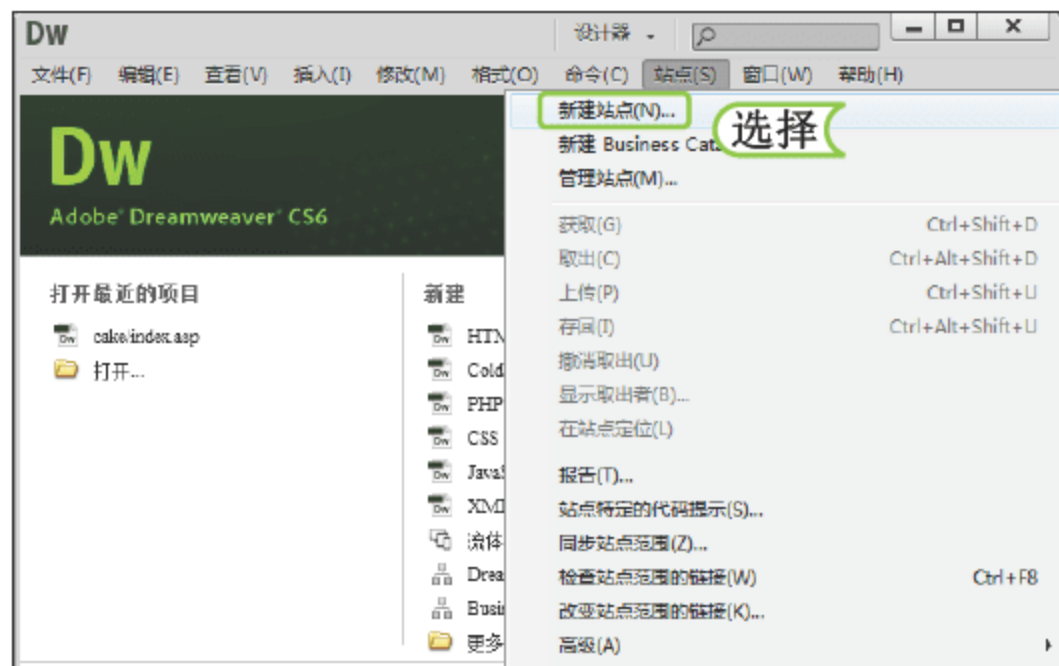 Dw 设计器
文件(F) 编辑(E) 查看(V) 插入(I) 修改(M) 格式(O) 命令(C) 站点(S) 窗口(W) 帮助(H)
Dw
Adobe® Dreamweaver® CS6
打开最近的项目
cake/index.asp
打开...
新建
HTM
Cold
PHP
CSS
Java
XML
流体
Drea
Busi
更多
新建站点(N)...
选择
新建 Business Cat
管理站点(M)...
获取(G) Ctrl+Shift+D
取出(C) Ctrl+Alt+Shift+D
上传(P) Ctrl+Shift+U
存回(I) Ctrl+Alt+Shift+U
撤消取出(U)
显示取出者(B)...
在站点定位(L)
报告(T)...
站点特定的代码提示(S)...
同步站点范围(Z)...
检查站点范围的链接(W) Ctrl+F8
改变站点范围的链接(K)...
高级(A)